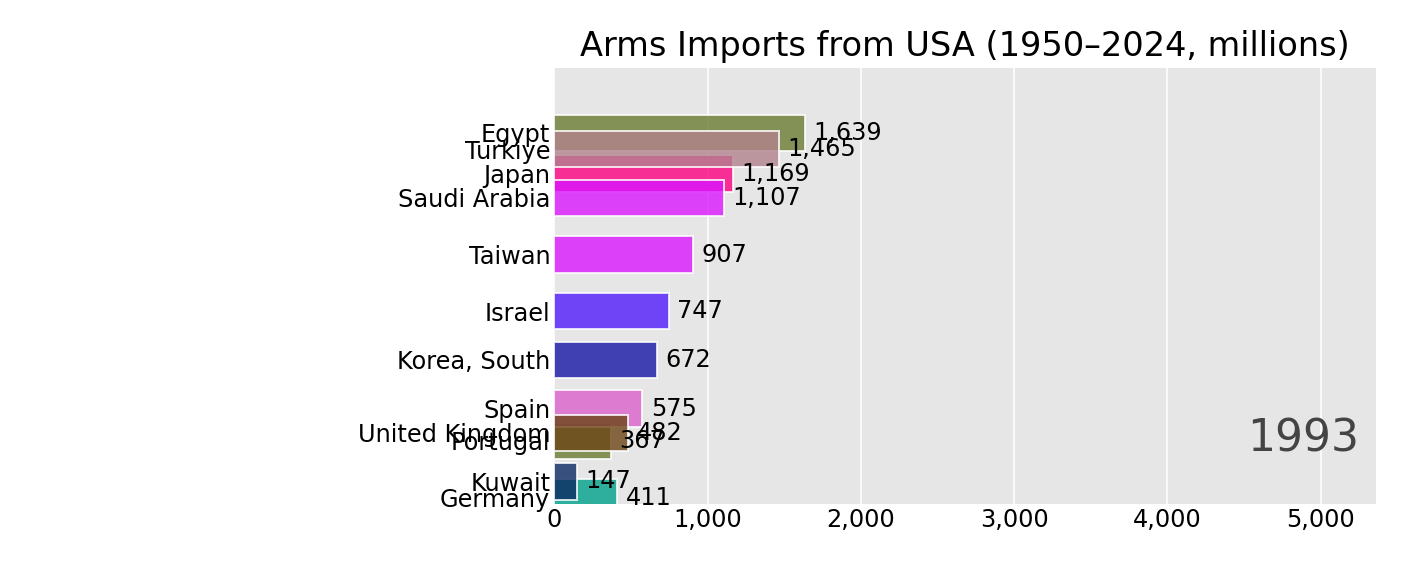 Arms Imports from USA (1950–2024, millions)
Egypt 1,639
Türkiye 1,465
Japan 1,169
Saudi Arabia 1,107
Taiwan 907
Israel 747
Korea, South 672
Spain 575
United Kingdom 482
Portugal 367
Kuwait 147
Germany 411
1993
0 1,000 2,000 3,000 4,000 5,000